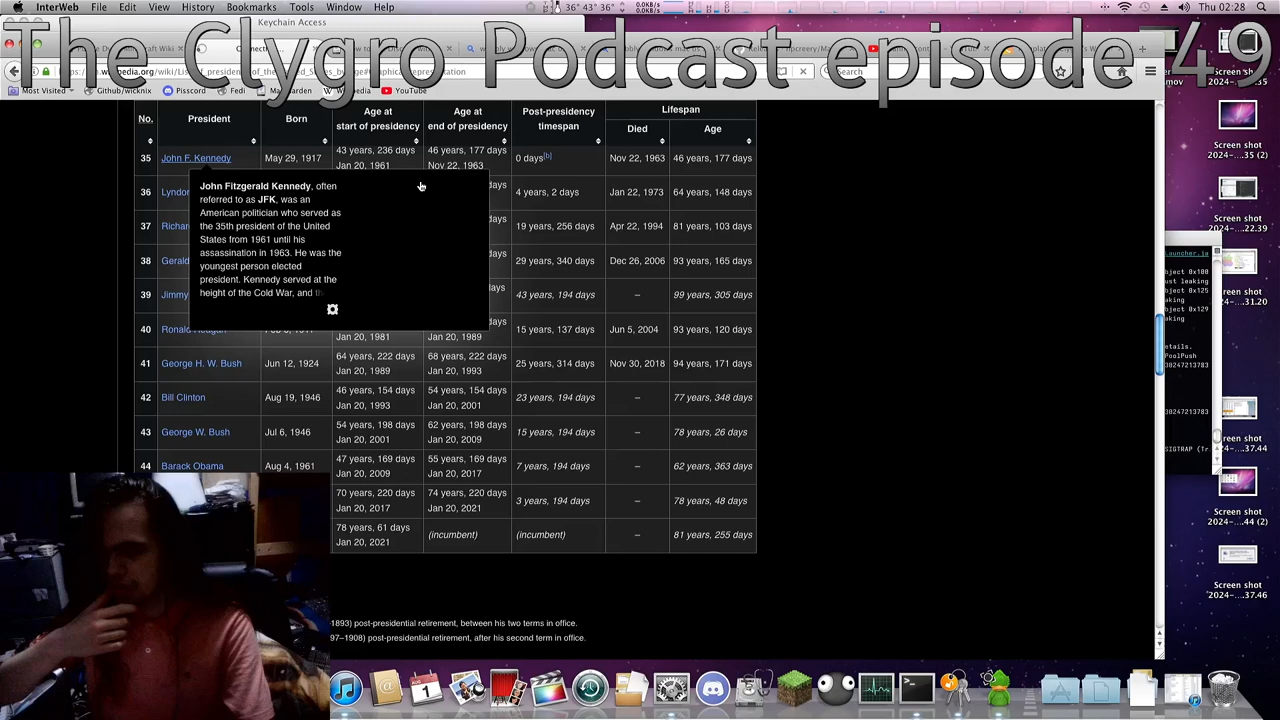 InterWeb File Edit View History Bookmarks Tools Window Help
36° 43° 36° 0.0KB/s 0.0KB/s Thu 02:28
Keychain Access
The Clygro Podcast episode 49
Search
Most Visited Github/wicknix Pisscord Fedi YouTube
No. President Born Age at start of presidency Age at end of presidency Post-presidency timespan Lifespan
Died Age
35 John F. Kennedy May 29, 1917 43 years, 236 days Jan 20, 1961 46 years, 177 days Nov 22, 1963 0 days[b] Nov 22, 1963 46 years, 177 days
36 Lyndo 4 years, 2 days Jan 22, 1973 64 years, 148 days
37 Richar 19 years, 256 days Apr 22, 1994 81 years, 103 days
38 Gerald 29 years, 340 days Dec 26, 2006 93 years, 165 days
39 Jimmy 43 years, 194 days – 99 years, 305 days
40 Ronald Reagan Jan 20, 1981 Jan 20, 1989 15 years, 137 days Jun 5, 2004 93 years, 120 days
41 George H. W. Bush Jun 12, 1924 64 years, 222 days Jan 20, 1989 68 years, 222 days Jan 20, 1993 25 years, 314 days Nov 30, 2018 94 years, 171 days
42 Bill Clinton Aug 19, 1946 46 years, 154 days Jan 20, 1993 54 years, 154 days Jan 20, 2001 23 years, 194 days – 77 years, 348 days
43 George W. Bush Jul 6, 1946 54 years, 198 days Jan 20, 2001 62 years, 198 days Jan 20, 2009 15 years, 194 days – 78 years, 26 days
44 Barack Obama Aug 4, 1961 47 years, 169 days Jan 20, 2009 55 years, 169 days Jan 20, 2017 7 years, 194 days – 62 years, 363 days
70 years, 220 days Jan 20, 2017 74 years, 220 days Jan 20, 2021 3 years, 194 days – 78 years, 48 days
78 years, 61 days Jan 20, 2021 (incumbent) (incumbent) – 81 years, 255 days
John Fitzgerald Kennedy, often
referred to as JFK, was an
American politician who served as
the 35th president of the United
States from 1961 until his
assassination in 1963. He was the
youngest person elected
president. Kennedy served at the
height of the Cold War, and th
1893) post-presidential retirement, between his two terms in office.
97–1908) post-presidential retirement, after his second term in office.
Screen shot
2024-....35 (2)
Screen shot
2024-...22.39
Screen shot
2024-...31.20
Screen shot
2024-...37.44
Screen shot
2024-....44 (2)
Screen shot
2024-...37.46